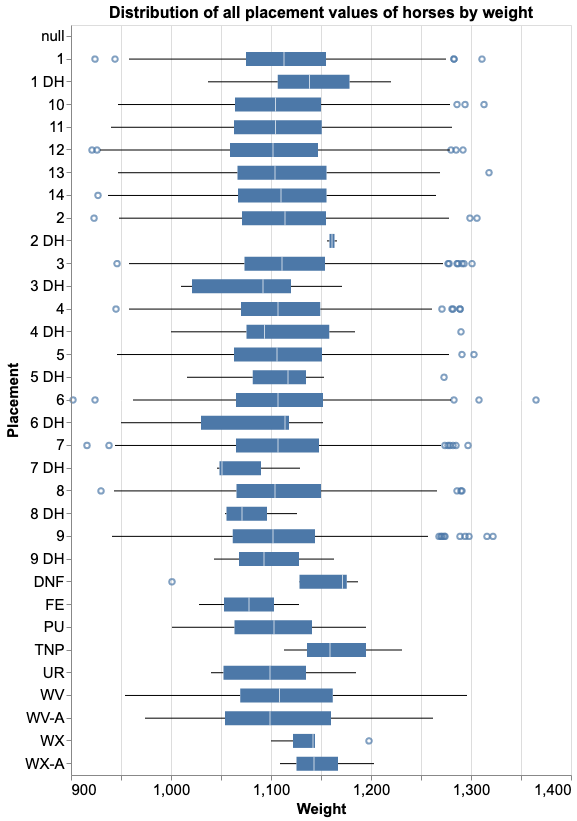 Distribution of all placement values of horses by weight
null
1
1 DH
10
11
12
13
14
2
2 DH
3
3 DH
4
4 DH
5
5 DH
6
6 DH
7
7 DH
8
8 DH
9
9 DH
DNF
FE
PU
TNP
UR
WV
WV-A
WX
WX-A
Placement
900 1,000 1,100 1,200 1,300 1,400
Weight